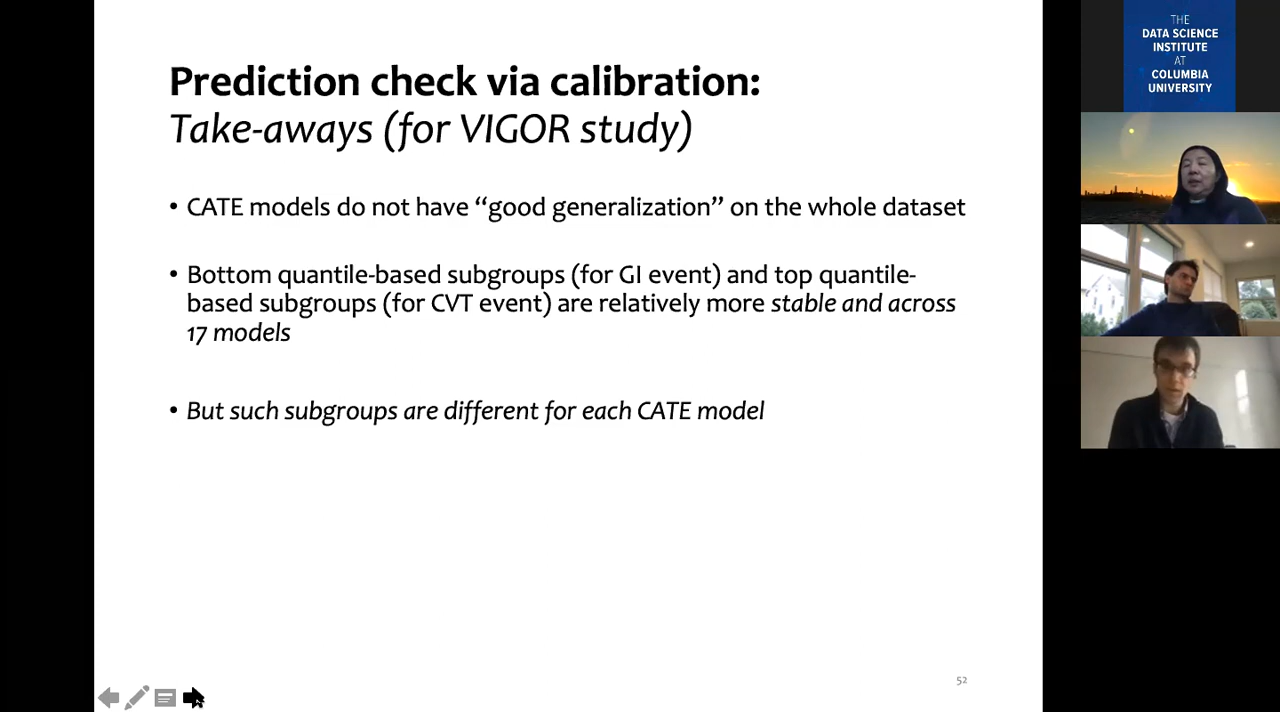 Prediction check via calibration:
Take-aways (for VIGOR study)
• CATE models do not have “good generalization” on the whole dataset
• Bottom quantile-based subgroups (for GI event) and top quantile-
based subgroups (for CVT event) are relatively more stable and across
17 models
• But such subgroups are different for each CATE model
52
THE
DATA SCIENCE
INSTITUTE
AT
COLUMBIA
UNIVERSITY